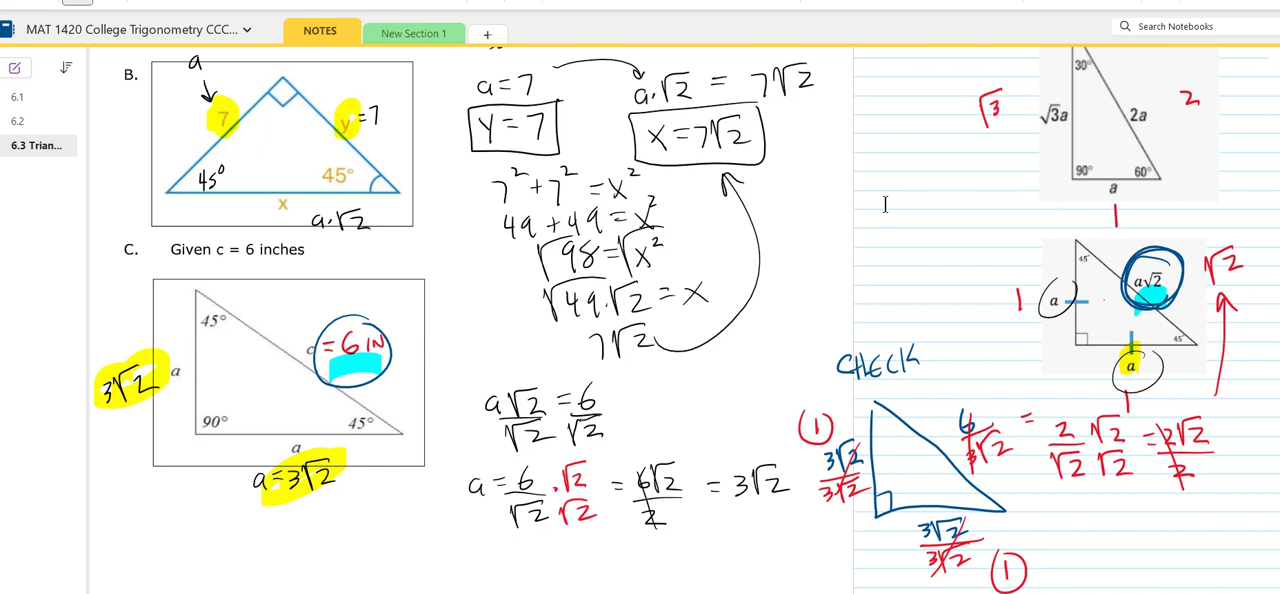 MAT 1420 College Trigonometry CCC...
NOTES
New Section 1
+
Search Notebooks
6.1
6.2
6.3 Trian...
B.
a
7
y = 7
45°
45°
x
a·√2
a = 7
a·√2 = 7√2
y = 7
x = 7√2
7² + 7² = x²
49 + 49 = x²
√98 = √x²
√49·√2 = x
7√2
C. Given c = 6 inches
45°
c = 6 IN
3√2
a
90°
45°
a
a = 3√2
a√2/√2 = 6/√2
a = 6/√2 · √2/√2 = 6√2/2 = 3√2
30°
√3
√3a
2a
2
90°
60°
a
1
45°
a√2
√2
1
a
45°
a
1
CHECK
1
3√2/3√2
6/3√2 = 2/√2 √2/√2 = 2√2/2
3√2/3√2
1